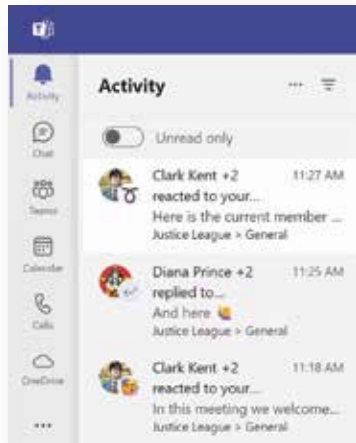 Activity
Activity
Unread only
Chat
Clark Kent +2 11:27 AM
reacted to your...
Here is the current member ...
Justice League > General
Teams
Calendar
Diana Prince +2 11:25 AM
replied to...
And here 👋
Justice League > General
Calls
Clark Kent +2 11:18 AM
reacted to your...
In this meeting we welcome...
Justice League > General
OneDrive